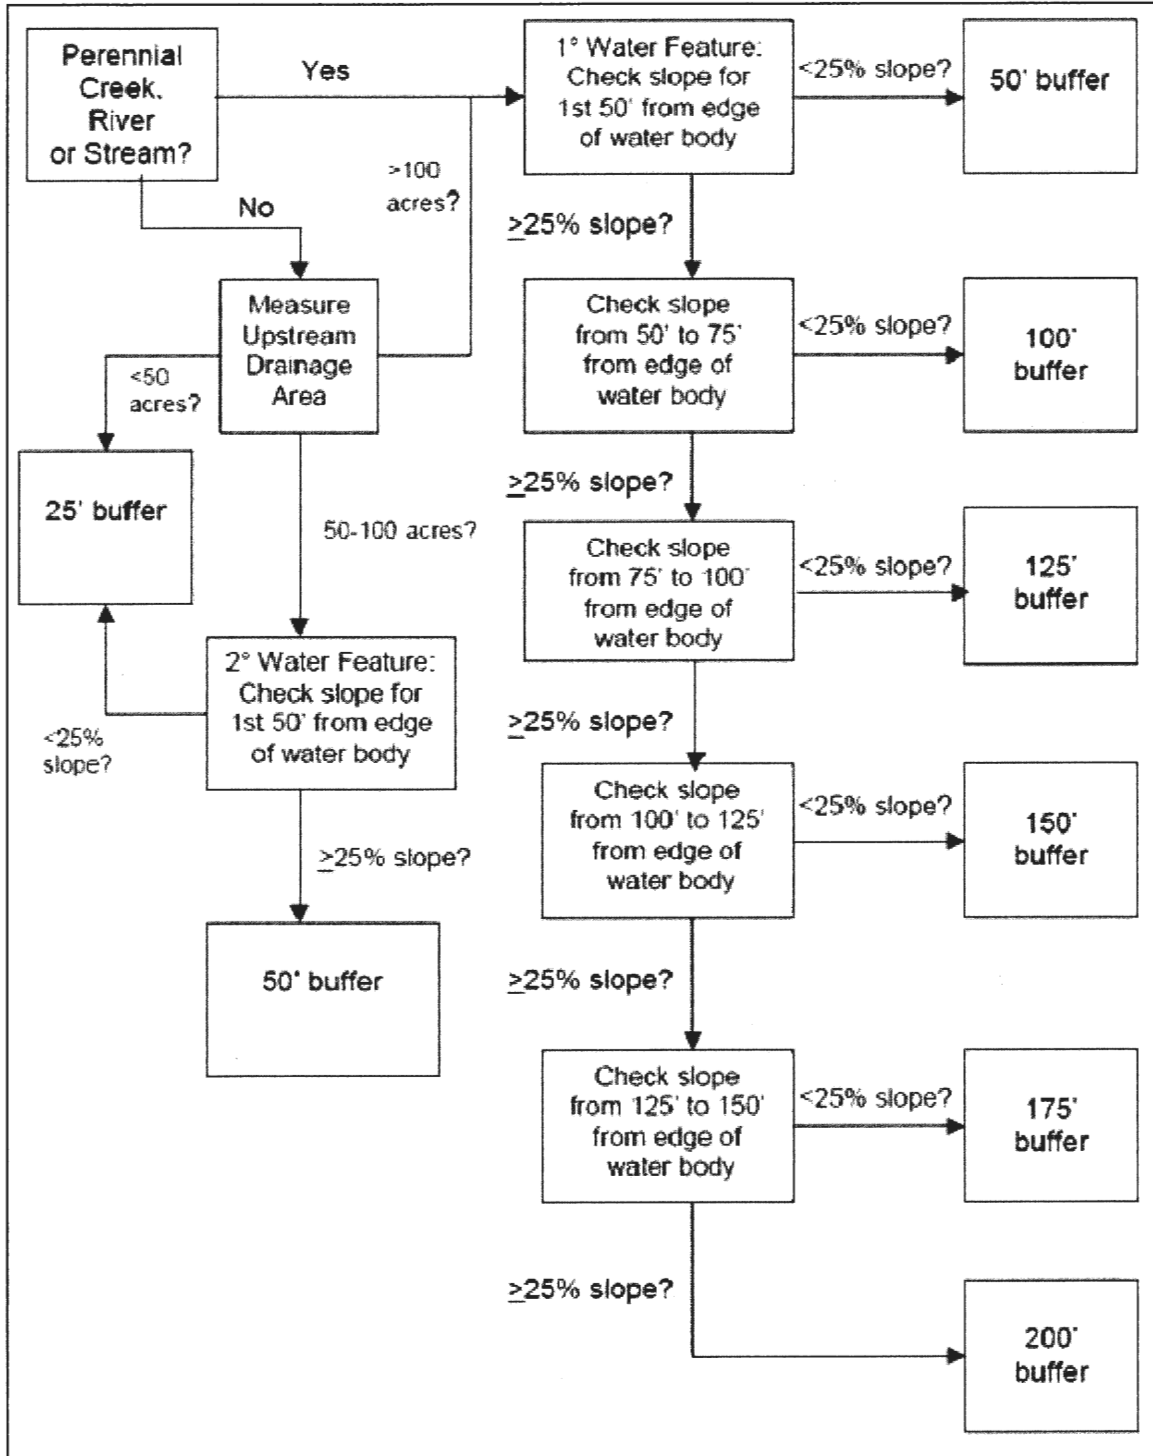 Perennial
Creek.
River
or Stream?
Yes
No
>100
acres?
Measure
Upstream
Drainage
Area
<50
acres?
25' buffer
50-100 acres?
2° Water Feature:
Check slope for
1st 50' from edge
of water body
<25%
slope?
≥25% slope?
50' buffer
1° Water Feature:
Check slope for
1st 50' from edge
of water body
<25% slope?
50' buffer
≥25% slope?
Check slope
from 50' to 75'
from edge of
water body
<25% slope?
100'
buffer
≥25% slope?
Check slope
from 75' to 100'
from edge of
water body
<25% slope?
125'
buffer
≥25% slope?
Check slope
from 100' to 125'
from edge of
water body
<25% slope?
150'
buffer
≥25% slope?
Check slope
from 125' to 150'
from edge of
water body
<25% slope?
175'
buffer
≥25% slope?
200'
buffer